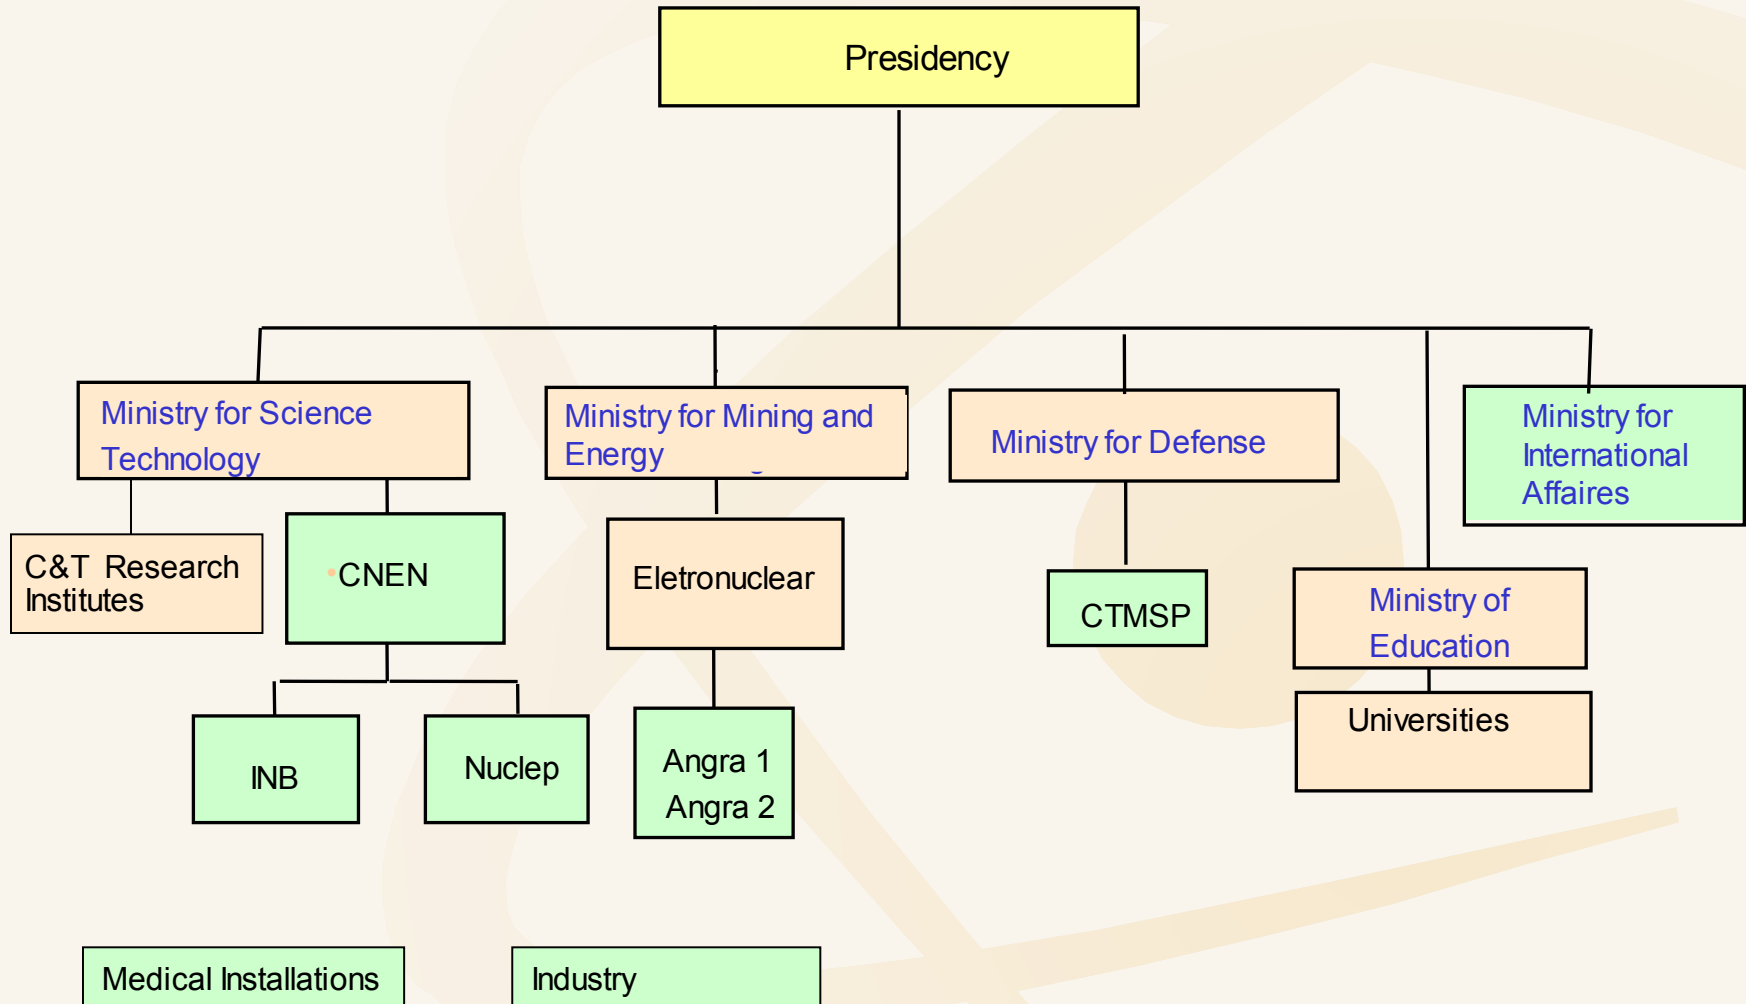 Presidency
Ministry for Science
Technology
Ministry for Mining and
Energy
Ministry for Defense
Ministry for
International
Affaires
C&T Research
Institutes
•CNEN
Eletronuclear
CTMSP
Ministry of
Education
Universities
INB
Nuclep
Angra 1
Angra 2
Medical Installations
Industry